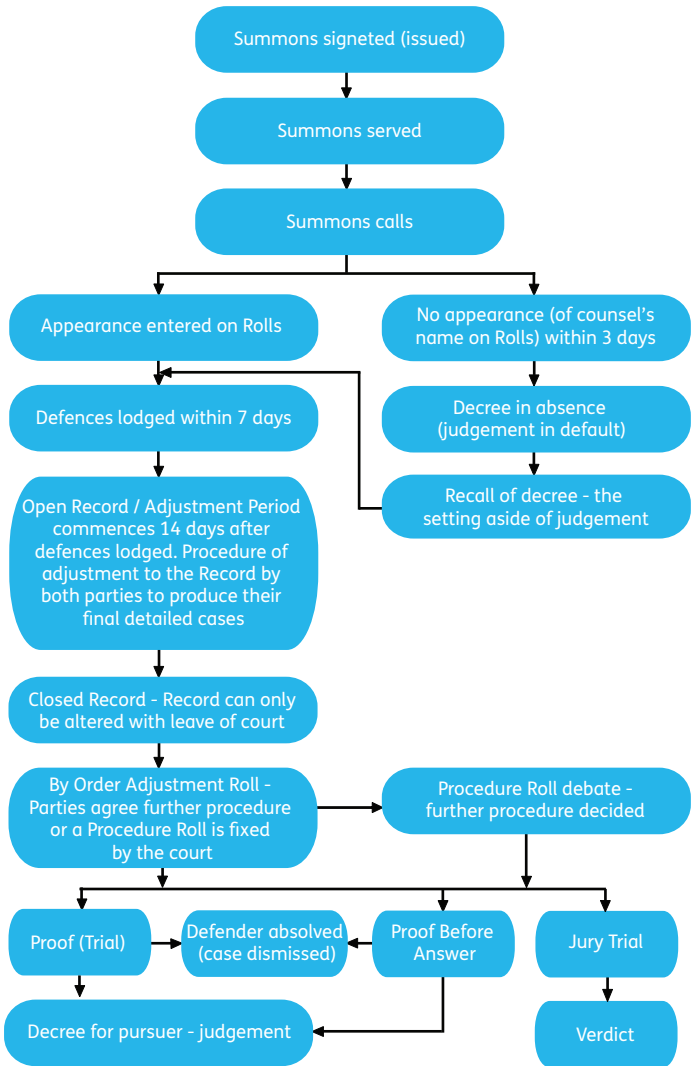 Summons signeted (issued)
Summons served
Summons calls
Appearance entered on Rolls
No appearance (of counsel's
name on Rolls) within 3 days
Defences lodged within 7 days
Decree in absence
(judgement in default)
Recall of decree - the
setting aside of judgement
Open Record / Adjustment Period
commences 14 days after
defences lodged. Procedure of
adjustment to the Record by
both parties to produce their
final detailed cases
Closed Record - Record can only
be altered with leave of court
By Order Adjustment Roll -
Parties agree further procedure
or a Procedure Roll is fixed
by the court
Procedure Roll debate -
further procedure decided
Proof (Trial)
Defender absolved
(case dismissed)
Proof Before
Answer
Jury Trial
Decree for pursuer - judgement
Verdict